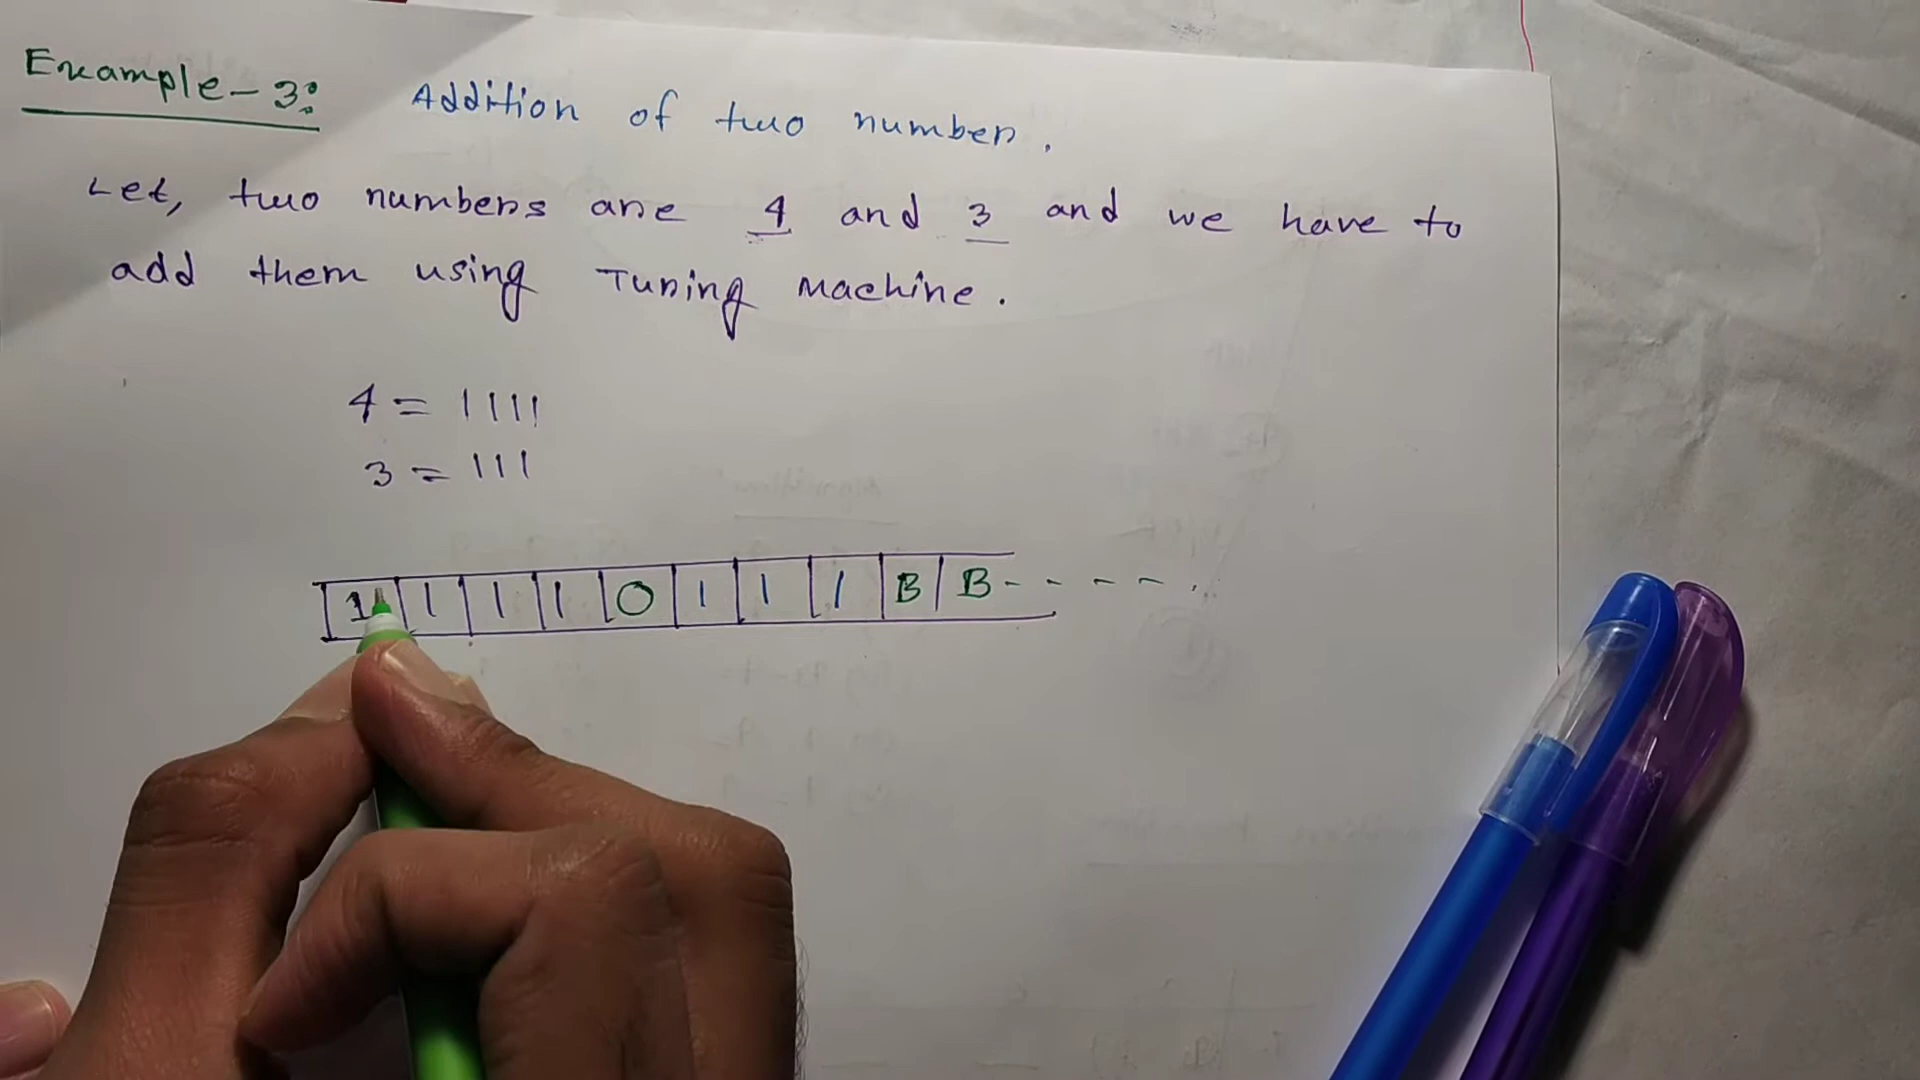 Example-3:
Addition of two number.
Let, two numbers are 4 and 3 and we have to
add them using Turing Machine.
4 = 1111
3 = 111
1 1 1 1 0 1 1 1 B B - - - - .